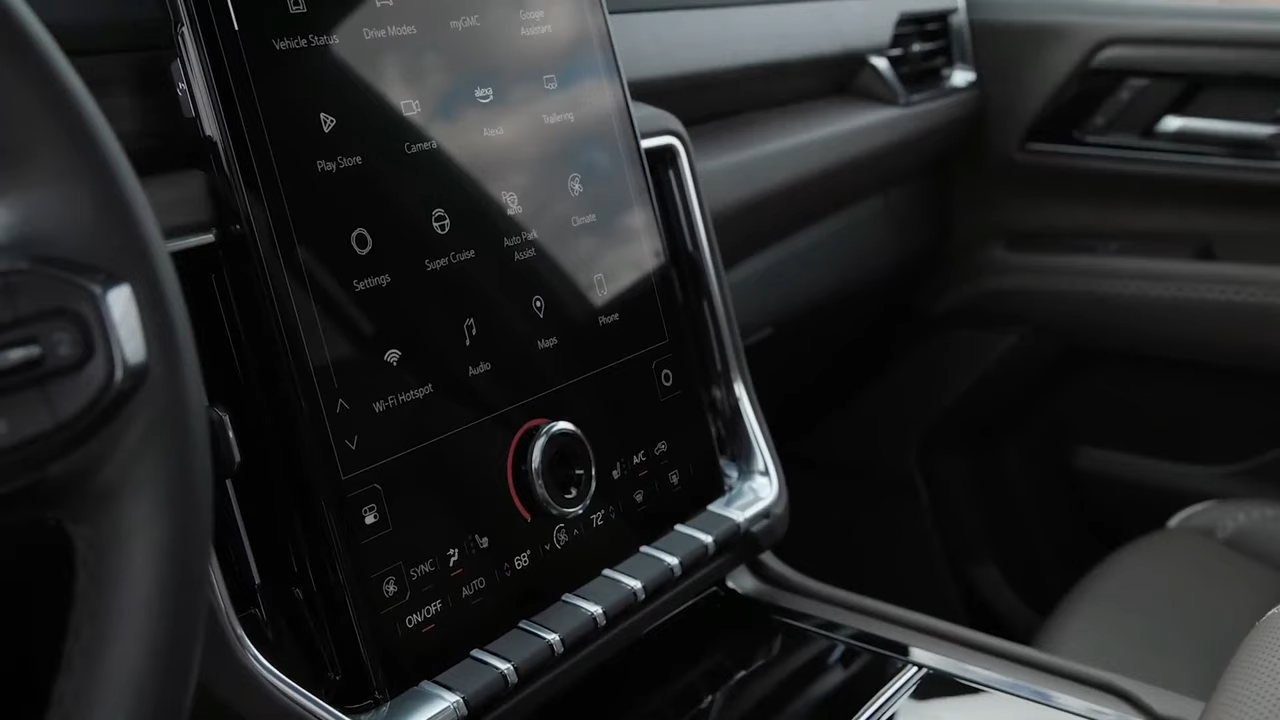 Vehicle Status
Drive Modes
myGMC
Google
Assistant
Play Store
Camera
alexa
Alexa
Trailering
Settings
Super Cruise
AUTO
Auto Park
Assist
Climate
Wi-Fi Hotspot
Audio
Maps
Phone
SYNC
ON/OFF
AUTO
68°
72°
A/C